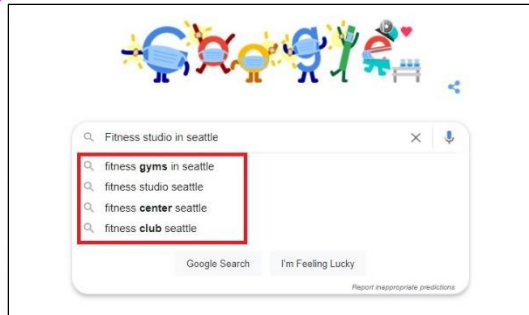 Google
Fitness studio in seattle
fitness gyms in seattle
fitness studio seattle
fitness center seattle
fitness club seattle
Google Search I'm Feeling Lucky
Report inappropriate predictions